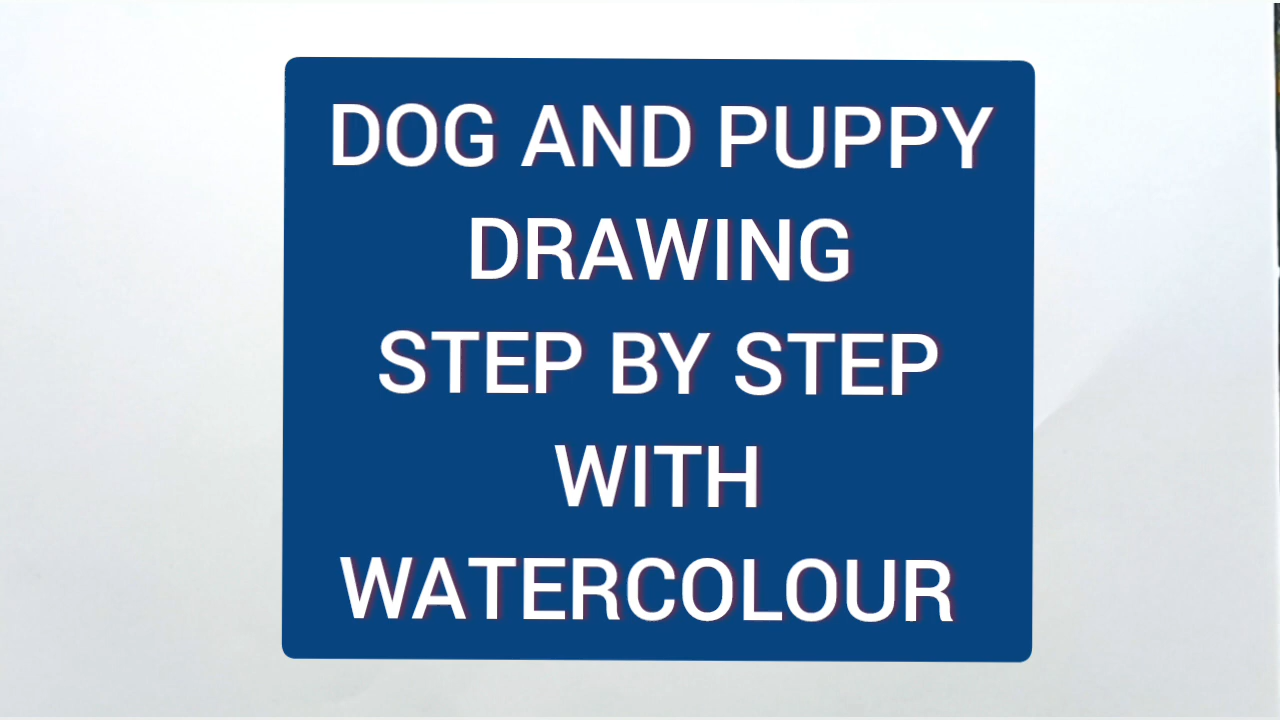 DOG AND PUPPY
DRAWING
STEP BY STEP
WITH
WATERCOLOUR